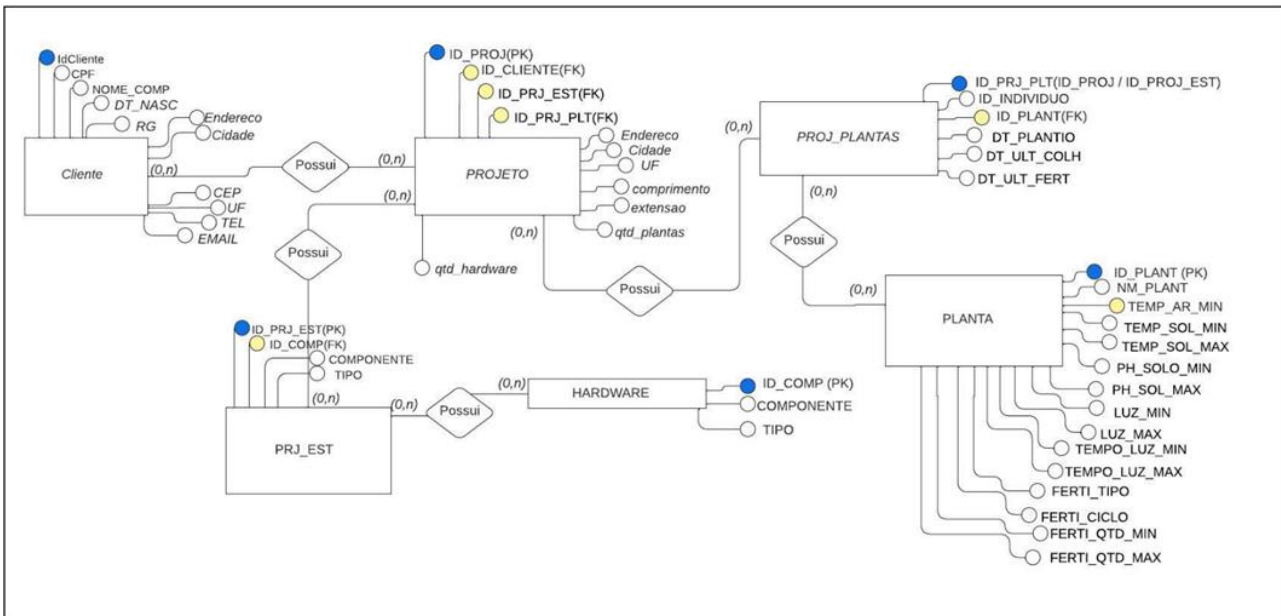 IdCliente
CPF
NOME_COMP
DT_NASC
RG
Endereco
Cidade
Cliente
(0,n)
CEP
UF
TEL
EMAIL
Possui
(0,n)
ID_PROJ(PK)
ID_CLIENTE(FK)
ID_PRJ_EST(FK)
ID_PRJ_PLT(FK)
PROJETO
Endereco
Cidade
UF
comprimento
extensao
qtd_plantas
(0,n)
(0,n)
qtd_hardware
Possui
Possui
(0,n)
ID_PRJ_PLT(ID_PROJ / ID_PROJ_EST)
ID_INDIVIDUO
ID_PLANT(FK)
DT_PLANTIO
DT_ULT_COLH
DT_ULT_FERT
PROJ_PLANTAS
(0,n)
Possui
(0,n)
PLANTA
ID_PLANT (PK)
NM_PLANT
TEMP_AR_MIN
TEMP_SOL_MIN
TEMP_SOL_MAX
PH_SOLO_MIN
PH_SOL_MAX
LUZ_MIN
LUZ_MAX
TEMPO_LUZ_MIN
TEMPO_LUZ_MAX
FERTI_TIPO
FERTI_CICLO
FERTI_QTD_MIN
FERTI_QTD_MAX
ID_PRJ_EST(PK)
ID_COMP(FK)
COMPONENTE
TIPO
(0,n)
(0,n)
PRJ_EST
Possui
(0,n)
HARDWARE
ID_COMP (PK)
COMPONENTE
TIPO